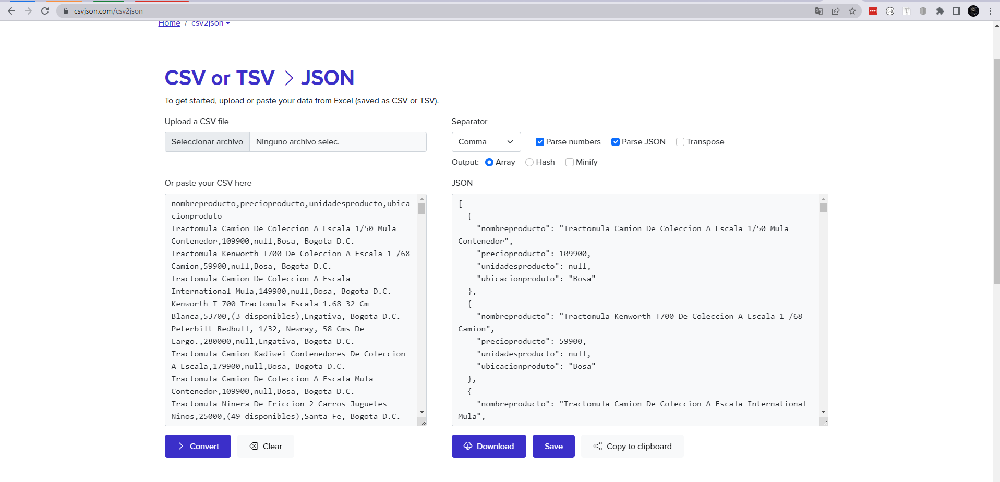 csvjson.com/csv2json
Home / csv2json
CSV or TSV > JSON
To get started, upload or paste your data from Excel (saved as CSV or TSV).
Upload a CSV file
Seleccionar archivo Ninguno archivo selec.
Separator
Comma Parse numbers Parse JSON Transpose
Output: Array Hash Minify
Or paste your CSV here
nombreproducto,precioproducto,unidadesproducto,ubica
cionproduto
Tractomula Camion De Coleccion A Escala 1/50 Mula
Contenedor,109900,null,Bosa, Bogota D.C.
Tractomula Kenworth T700 De Coleccion A Escala 1 /68
Camion,59900,null,Bosa, Bogota D.C.
Tractomula Camion De Coleccion A Escala
International Mula,149900,null,Bosa, Bogota D.C.
Kenworth T 700 Tractomula Escala 1.68 32 Cm
Blanca,53700,(3 disponibles),Engativa, Bogota D.C.
Peterbilt Redbull, 1/32, Newray, 58 Cms De
Largo.,280000,null,Engativa, Bogota D.C.
Tractomula Camion Kadiwei Contenedores De Coleccion
A Escala,179900,null,Bosa, Bogota D.C.
Tractomula Camion De Coleccion A Escala Mula
Contenedor,109900,null,Bosa, Bogota D.C.
Tractomula Ninera De Friccion 2 Carros Juguetes
Ninos,25000,(49 disponibles),Santa Fe, Bogota D.C.
JSON
[
{
"nombreproducto": "Tractomula Camion De Coleccion A Escala 1/50 Mula
Contenedor",
"precioproducto": 109900,
"unidadesproducto": null,
"ubicacionproduto": "Bosa"
},
{
"nombreproducto": "Tractomula Kenworth T700 De Coleccion A Escala 1 /68
Camion",
"precioproducto": 59900,
"unidadesproducto": null,
"ubicacionproduto": "Bosa"
},
{
"nombreproducto": "Tractomula Camion De Coleccion A Escala International
Mula",
Convert Clear
Download Save Copy to clipboard